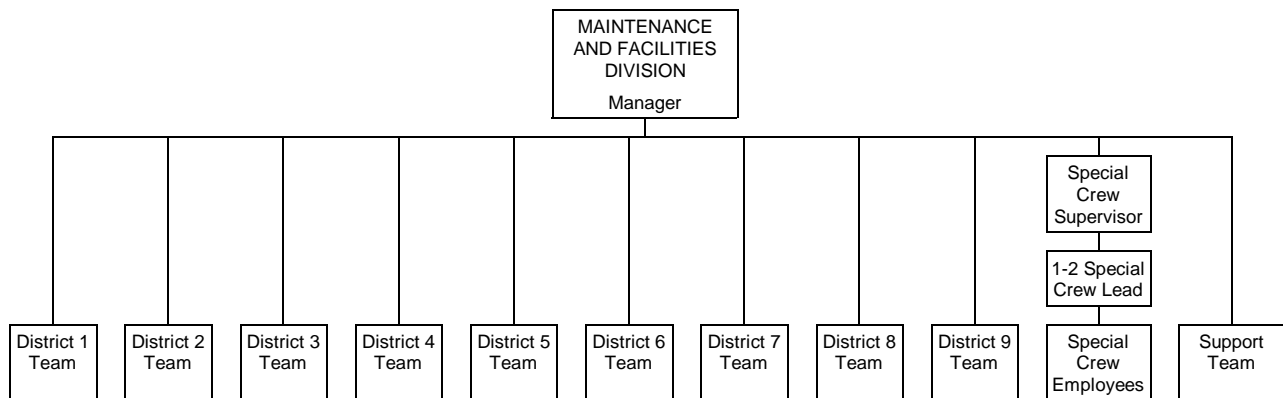 MAINTENANCE
AND FACILITIES
DIVISION
Manager
Special
Crew
Supervisor
1-2 Special
Crew Lead
District 1
Team
District 2
Team
District 3
Team
District 4
Team
District 5
Team
District 6
Team
District 7
Team
District 8
Team
District 9
Team
Special
Crew
Employees
Support
Team